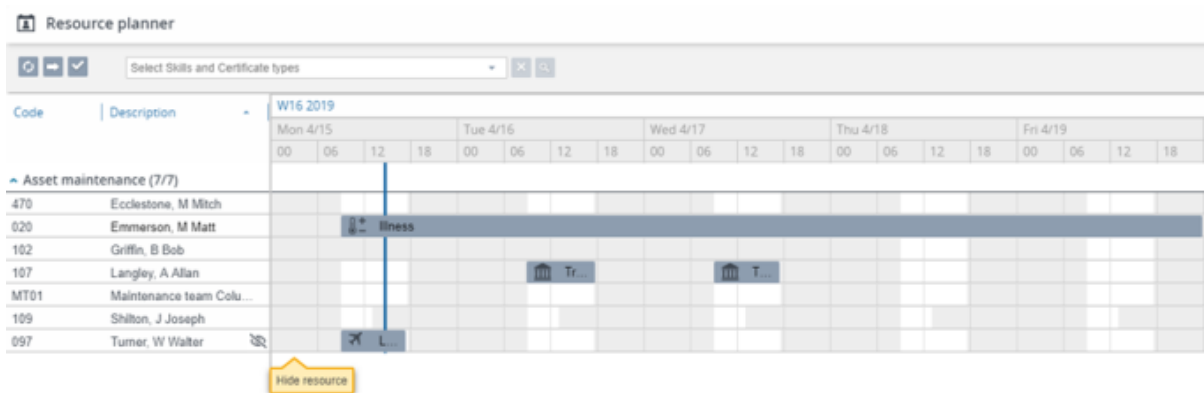 Resource planner
Select Skills and Certificate types
Code Description W16 2019
Mon 4/15 Tue 4/16 Wed 4/17 Thu 4/18 Fri 4/19
00 06 12 18 00 06 12 18 00 06 12 18 00 06 12 18 00 06 12 18
Asset maintenance (7/7)
470 Ecclestone, M Mitch
020 Emmerson, M Matt Illness
102 Griffin, B Bob
107 Langley, A Allan Tr... T...
MT01 Maintenance team Colu...
109 Shilton, J Joseph
097 Turner, W Walter L...
Hide resource